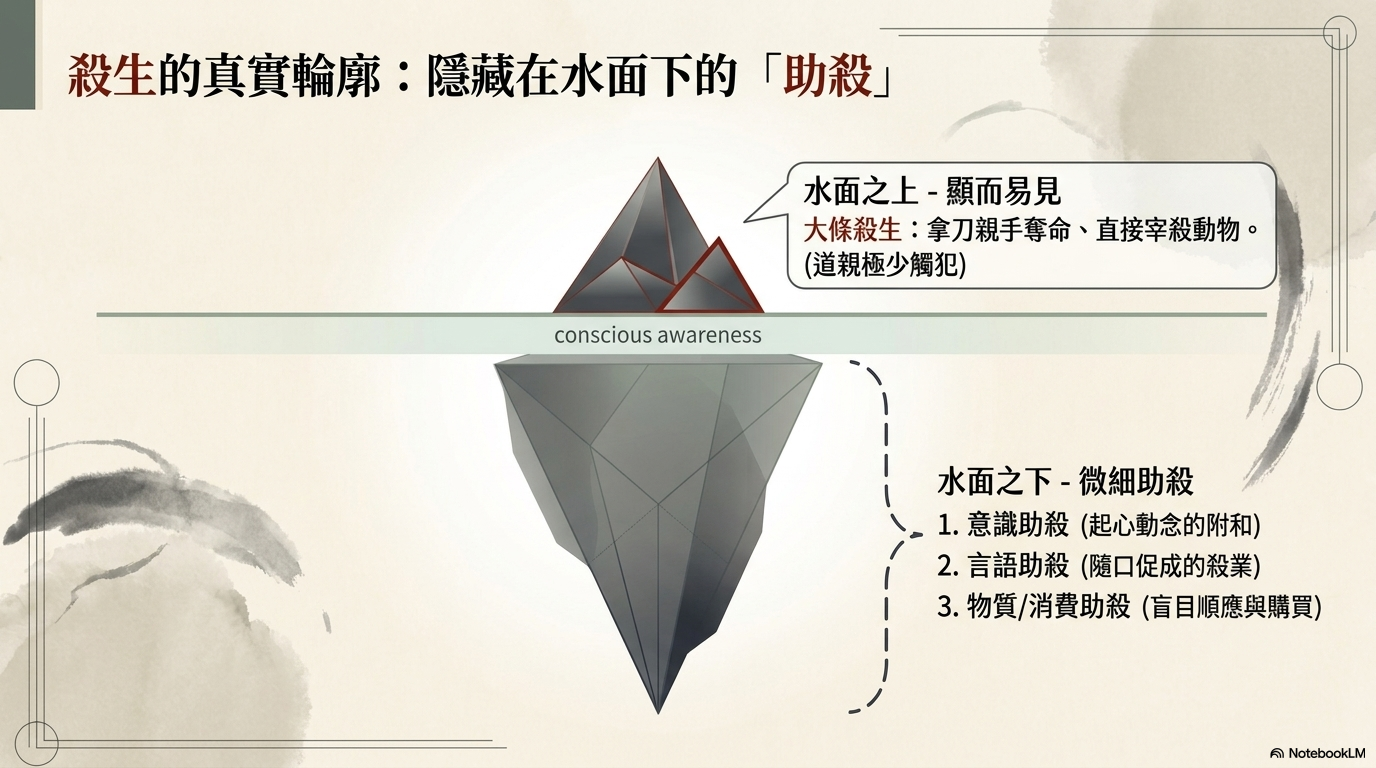 殺生的真實輪廓：隱藏在水面下的「助殺」
水面之上 - 顯而易見
大條殺生：拿刀親手奪命、直接宰殺動物。
(道親極少觸犯)
conscious awareness
水面之下 - 微細助殺
1. 意識助殺 (起心動念的附和)
2. 言語助殺 (隨口促成的殺業)
3. 物質/消費助殺 (盲目順應與購買)
NotebookLM